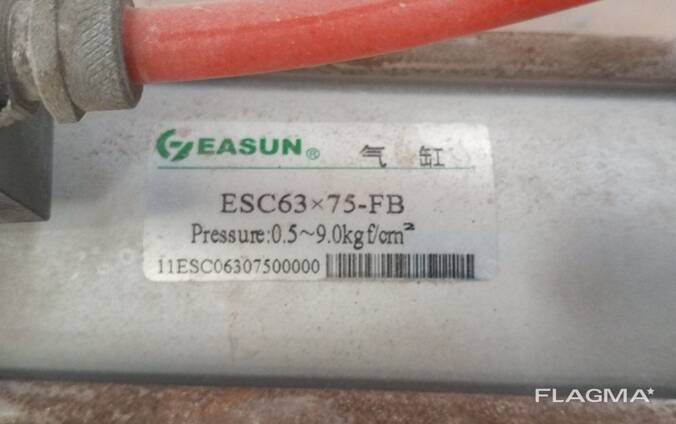 EASUN® 气缸
ESC63×75-FB
Pressure:0.5~9.0kgf/cm²
11ESC06307500000
FLAGMA*